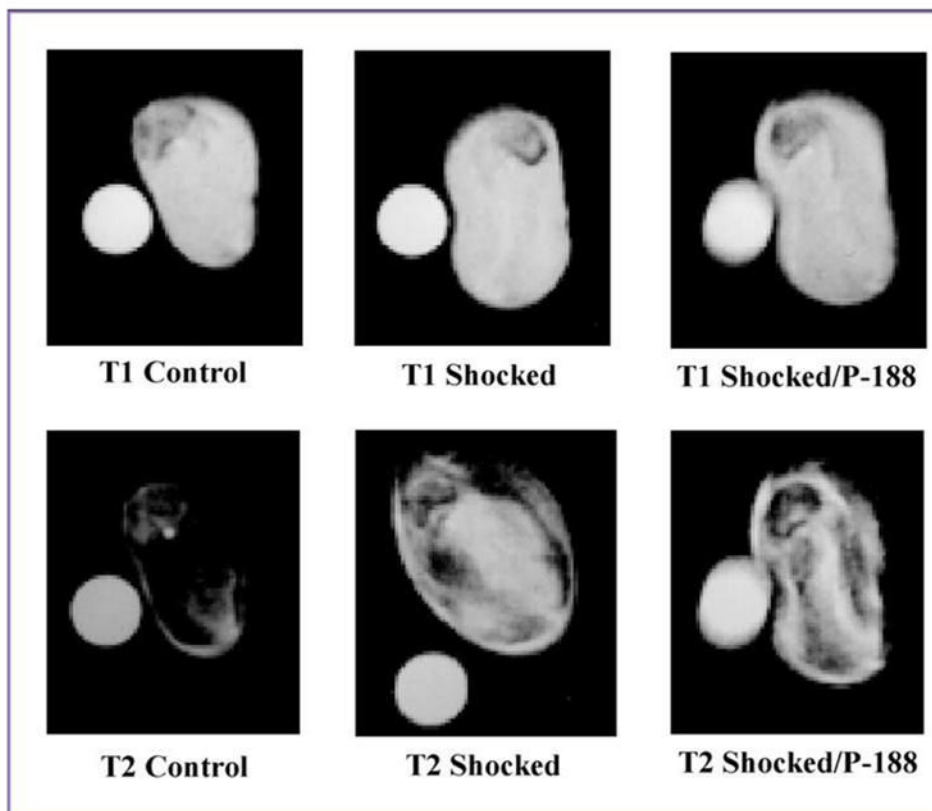 T1 Control
T1 Shocked
T1 Shocked/P-188
T2 Control
T2 Shocked
T2 Shocked/P-188